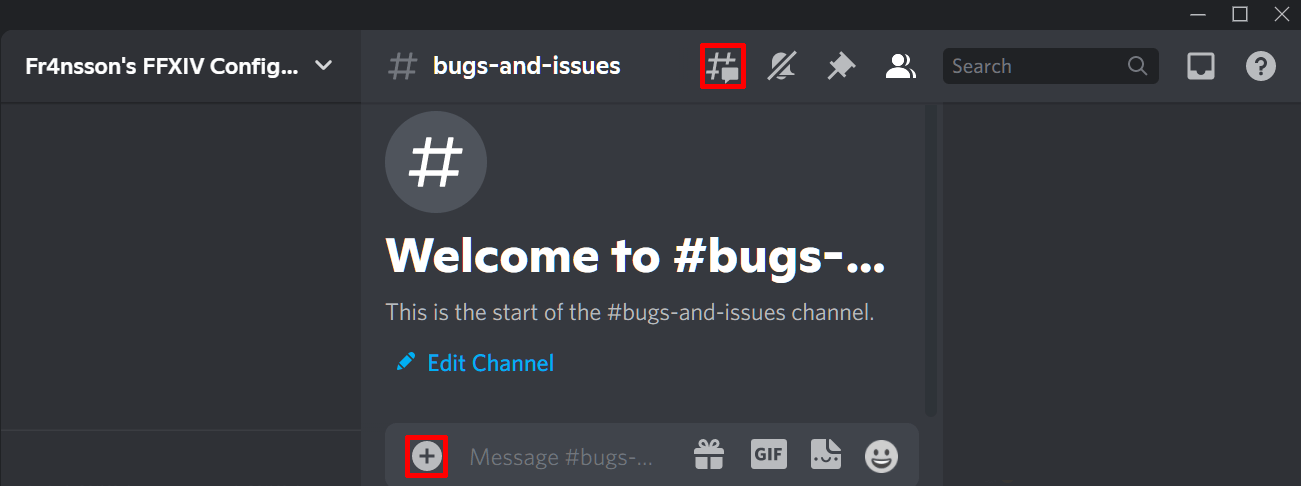 Fr4nsson's FFXIV Config...
# bugs-and-issues
Search
?
#
Welcome to #bugs-...
This is the start of the #bugs-and-issues channel.
Edit Channel
Message #bugs-...
GIF